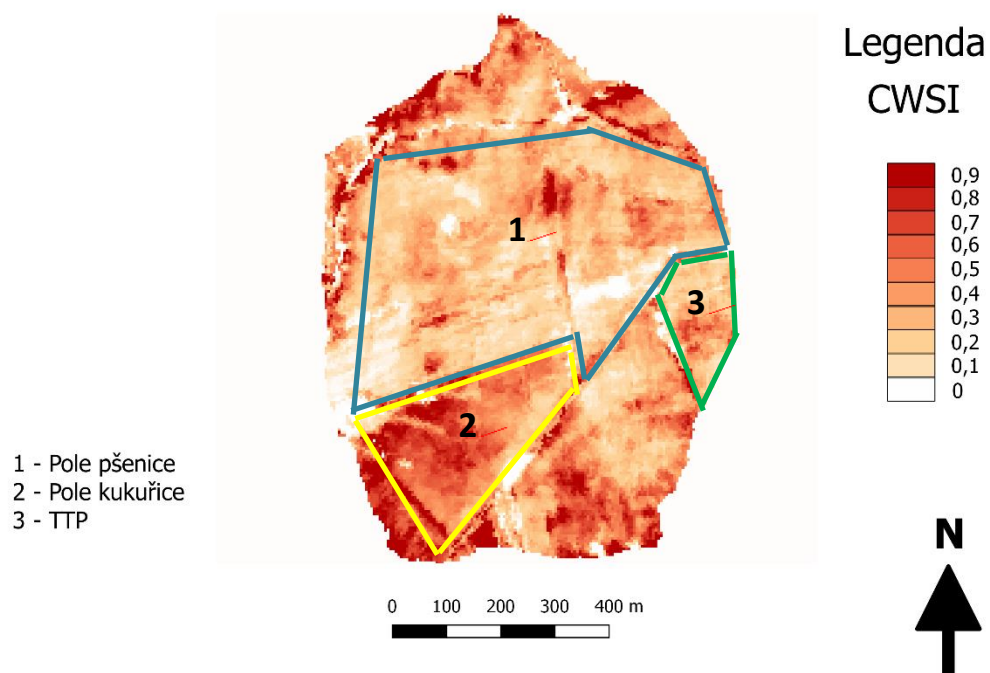 Legenda
CWSI
0,9
0,8
0,7
0,6
0,5
0,4
0,3
0,2
0,1
0
1
2
3
1 - Pole pšenice
2 - Pole kukuřice
3 - TTP
N
0 100 200 300 400 m